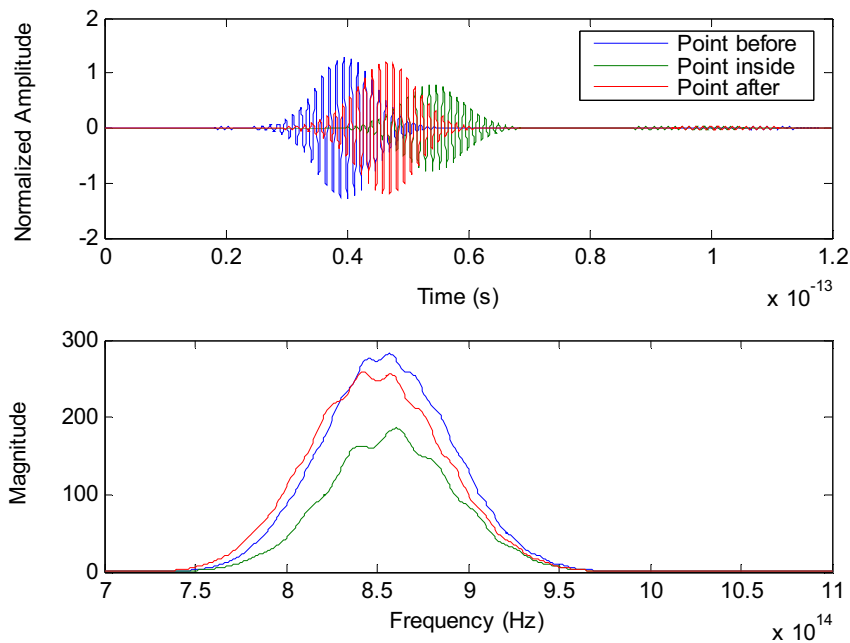 Normalized Amplitude
2
1
0
-1
-2
Point before
Point inside
Point after
0 0.2 0.4 0.6 0.8 1 1.2
Time (s)
x 10^-13
Magnitude
300
200
100
0
7 7.5 8 8.5 9 9.5 10 10.5 11
Frequency (Hz)
x 10^14